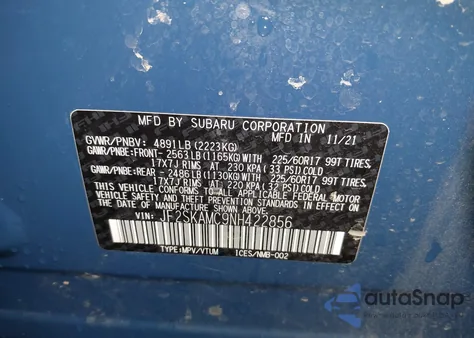 MFD BY SUBARU CORPORATION
GVWR/PNBV: 4891LB (2223KG) MFD IN 11/21
GAWR/PNBE:FRONT- 2563LB (1165KG) WITH 225/60R17 99T TIRES,
17X7J RIMS AT 230 KPA (33 PSI) COLD
GAWR/PNBE:REAR - 2486LB (1130KG) WITH 225/60R17 99T TIRES,
17X7J RIMS AT 220 KPA (32 PSI) COLD
THIS VEHICLE CONFORMS TO ALL APPLICABLE FEDERAL MOTOR
VEHICLE SAFETY STANDARDS IN EFFECT ON THE DATE OF
MANUFACTURE SHOWN ABOVE.
VIN: JF2SKAMC9NH422856
TYPE:MPV/VTUM ICES/NMB-002
autoSnap